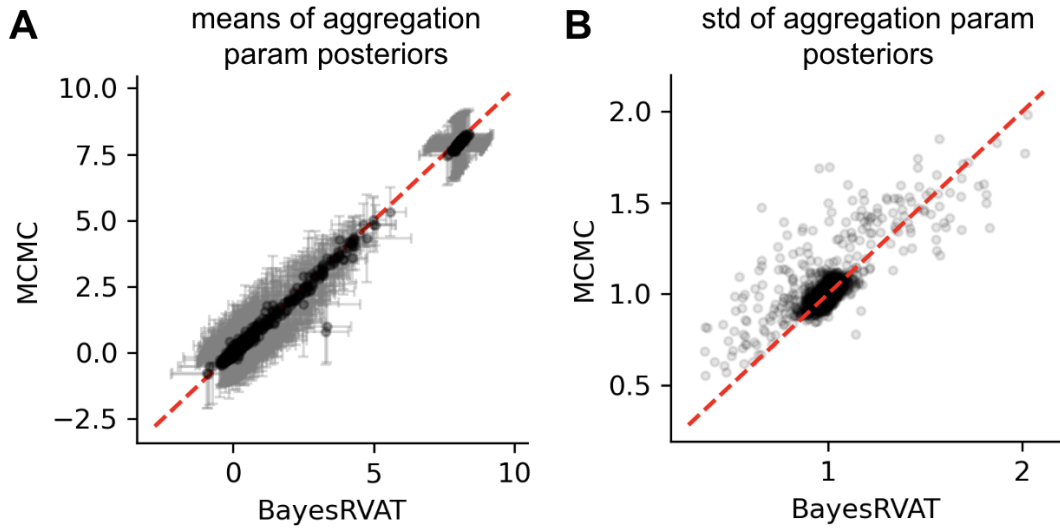 A
means of aggregation
param posteriors
10.0
7.5
5.0
2.5
0.0
−2.5
MCMC
0
5
10
BayesRVAT
B
std of aggregation param
posteriors
2.0
1.5
1.0
0.5
MCMC
1
2
BayesRVAT